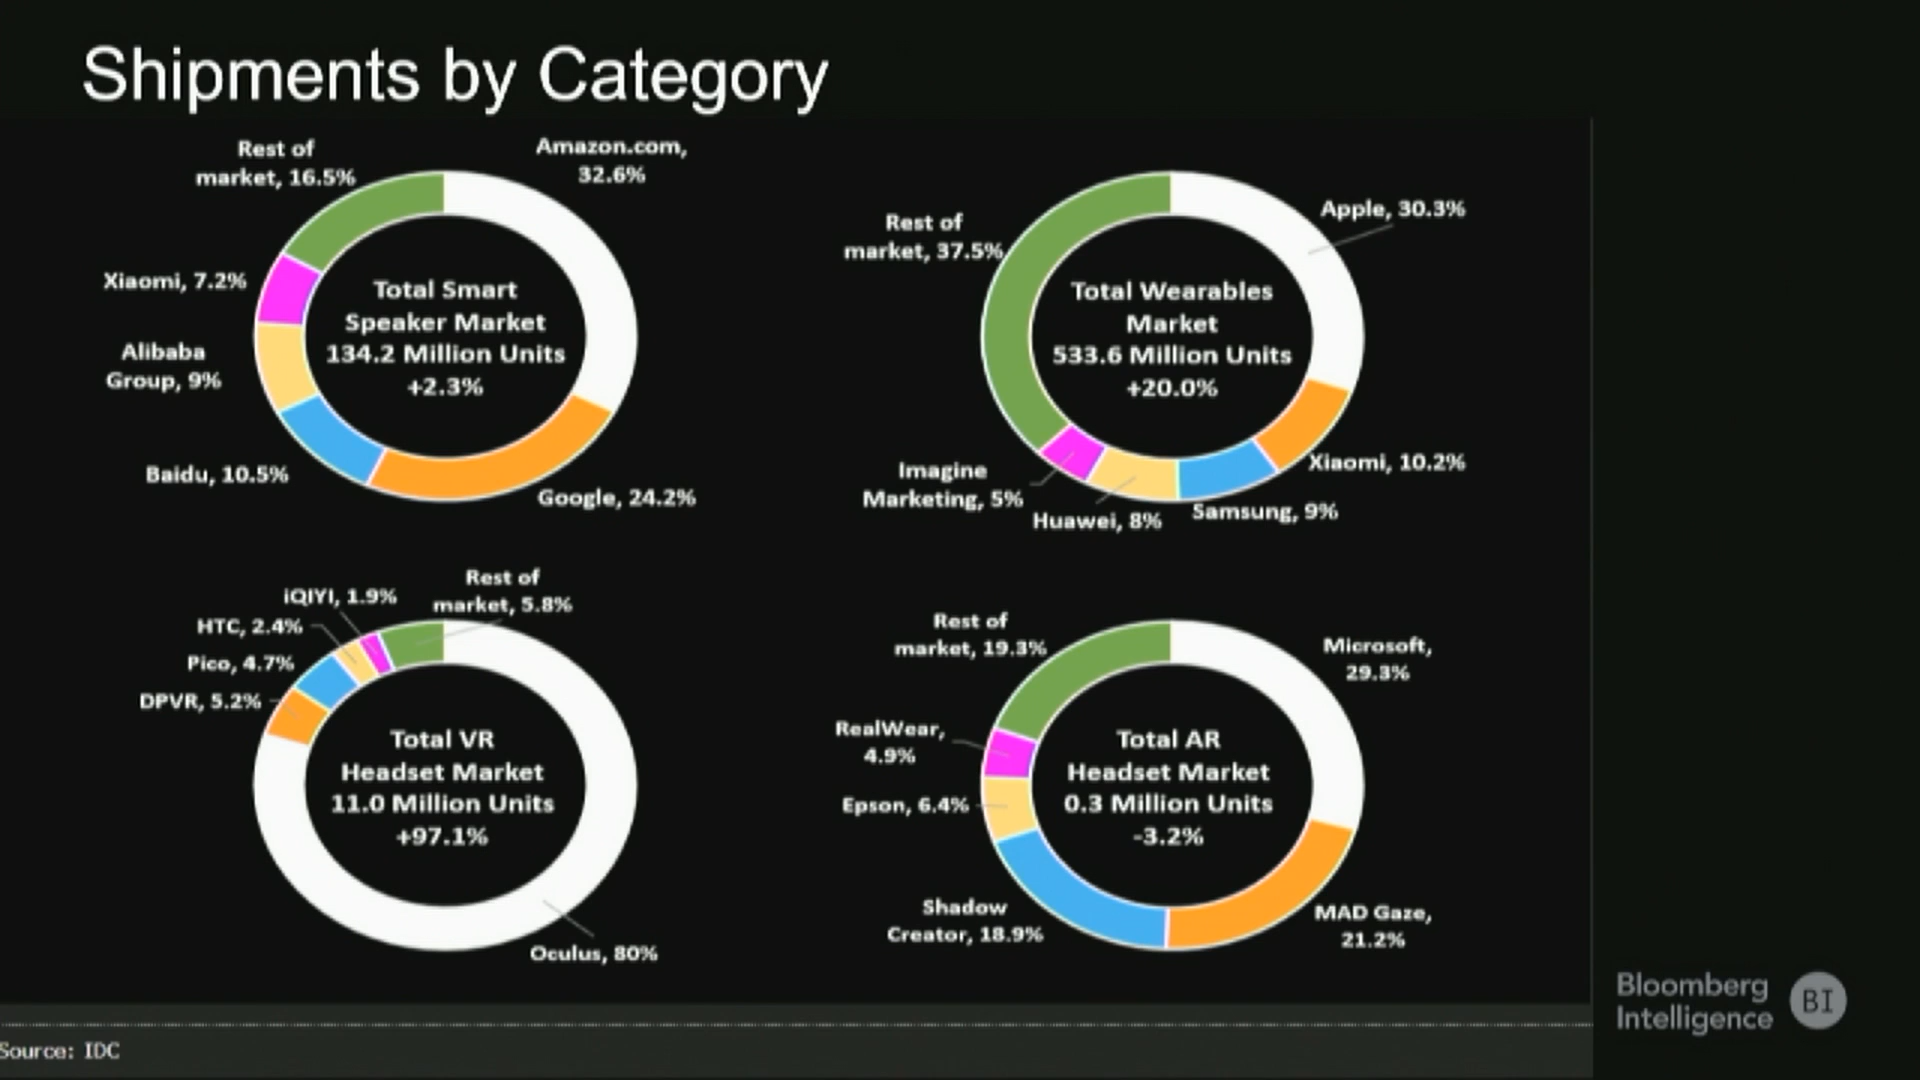 Shipments by Category
Rest of
market, 16.5%
Amazon.com,
32.6%
Xiaomi, 7.2%
Alibaba
Group, 9%
Baidu, 10.5%
Google, 24.2%
Total Smart
Speaker Market
134.2 Million Units
+2.3%
Rest of
market, 37.5%
Apple, 30.3%
Imagine
Marketing, 5%
Huawei, 8%
Samsung, 9%
Xiaomi, 10.2%
Total Wearables
Market
533.6 Million Units
+20.0%
iQIYI, 1.9%
Rest of
market, 5.8%
HTC, 2.4%
Pico, 4.7%
DPVR, 5.2%
Total VR
Headset Market
11.0 Million Units
+97.1%
Oculus, 80%
Rest of
market, 19.3%
Microsoft,
29.3%
RealWear,
4.9%
Epson, 6.4%
Shadow
Creator, 18.9%
MAD Gaze,
21.2%
Total AR
Headset Market
0.3 Million Units
-3.2%
Bloomberg
Intelligence
BI
Source: IDC